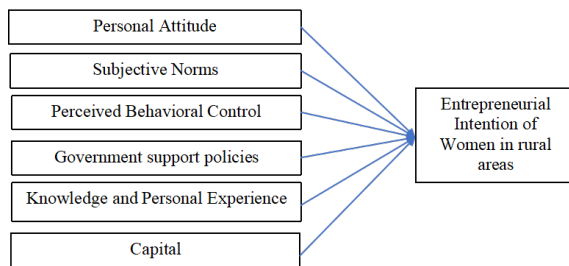 Personal Attitude
Subjective Norms
Perceived Behavioral Control
Government support policies
Knowledge and Personal Experience
Capital
Entrepreneurial
Intention of
Women in rural
areas